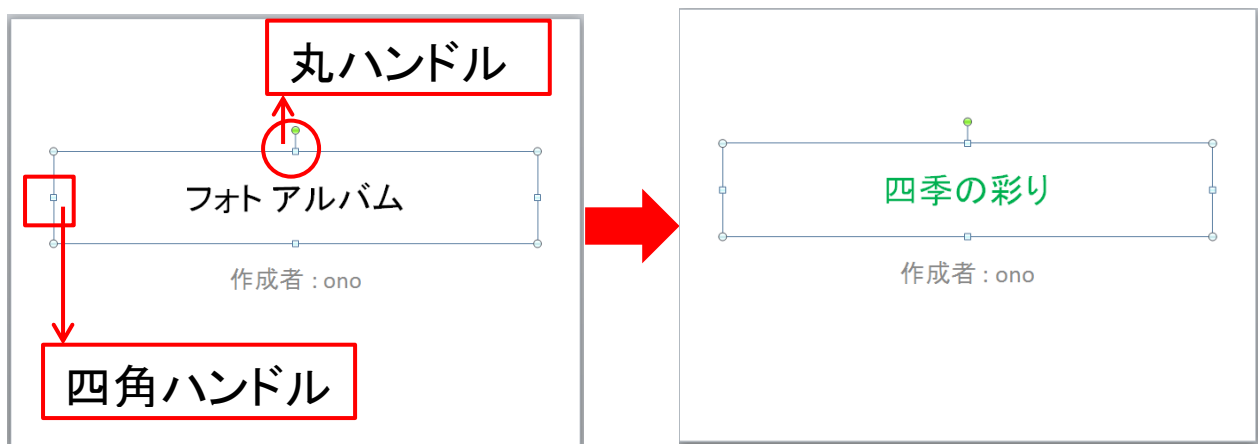 丸ハンドル
フォト アルバム
作成者 : ono
四角ハンドル
四季の彩り
作成者 : ono